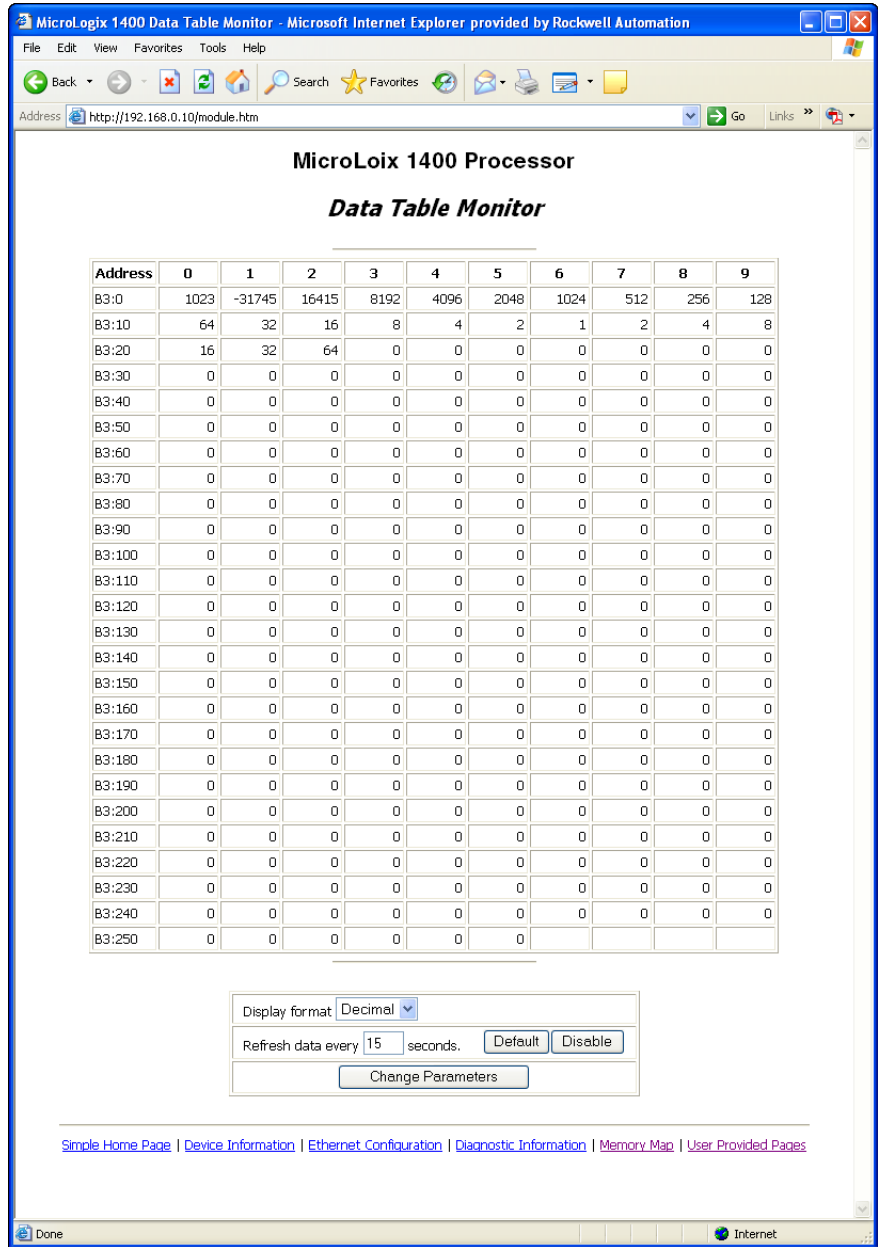 MicroLogix 1400 Data Table Monitor - Microsoft Internet Explorer provided by Rockwell Automation
File Edit View Favorites Tools Help
Back Search Favorites
Address http://192.168.0.10/module.htm Go Links »
MicroLoix 1400 Processor
Data Table Monitor
Address 0 1 2 3 4 5 6 7 8 9
B3:0 1023 -31745 16415 8192 4096 2048 1024 512 256 128
B3:10 64 32 16 8 4 2 1 2 4 8
B3:20 16 32 64 0 0 0 0 0 0 0
B3:30 0 0 0 0 0 0 0 0 0 0
B3:40 0 0 0 0 0 0 0 0 0 0
B3:50 0 0 0 0 0 0 0 0 0 0
B3:60 0 0 0 0 0 0 0 0 0 0
B3:70 0 0 0 0 0 0 0 0 0 0
B3:80 0 0 0 0 0 0 0 0 0 0
B3:90 0 0 0 0 0 0 0 0 0 0
B3:100 0 0 0 0 0 0 0 0 0 0
B3:110 0 0 0 0 0 0 0 0 0 0
B3:120 0 0 0 0 0 0 0 0 0 0
B3:130 0 0 0 0 0 0 0 0 0 0
B3:140 0 0 0 0 0 0 0 0 0 0
B3:150 0 0 0 0 0 0 0 0 0 0
B3:160 0 0 0 0 0 0 0 0 0 0
B3:170 0 0 0 0 0 0 0 0 0 0
B3:180 0 0 0 0 0 0 0 0 0 0
B3:190 0 0 0 0 0 0 0 0 0 0
B3:200 0 0 0 0 0 0 0 0 0 0
B3:210 0 0 0 0 0 0 0 0 0 0
B3:220 0 0 0 0 0 0 0 0 0 0
B3:230 0 0 0 0 0 0 0 0 0 0
B3:240 0 0 0 0 0 0 0 0 0 0
B3:250 0 0 0 0 0 0
Display format Decimal
Refresh data every 15 seconds. Default Disable
Change Parameters
Simple Home Page | Device Information | Ethernet Configuration | Diagnostic Information | Memory Map | User Provided Pages
Done Internet